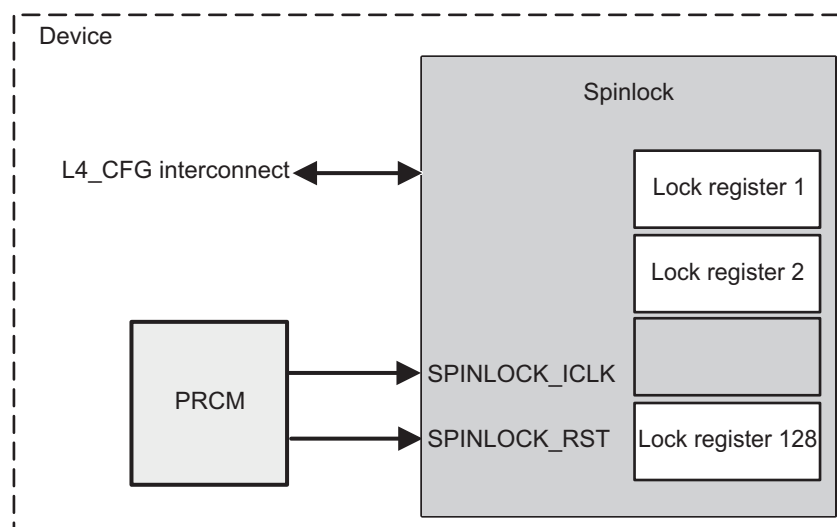 Device
Spinlock
L4_CFG interconnect
Lock register 1
Lock register 2
PRCM
SPINLOCK_ICLK
SPINLOCK_RST
Lock register 128